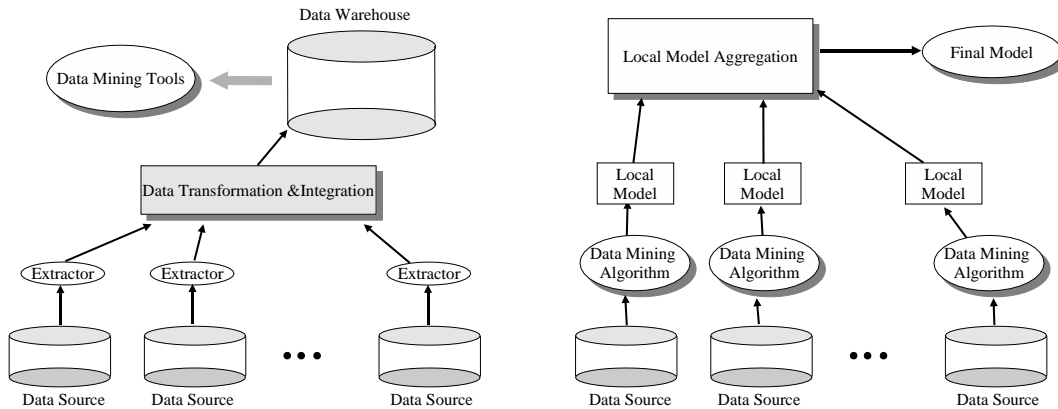 Data Warehouse
Data Mining Tools
Data Transformation &Integration
Extractor
Extractor
Extractor
Data Source
Data Source
Data Source
Local Model Aggregation
Final Model
Local
Model
Local
Model
Local
Model
Data Mining
Algorithm
Data Mining
Algorithm
Data Mining
Algorithm
Data Source
Data Source
Data Source